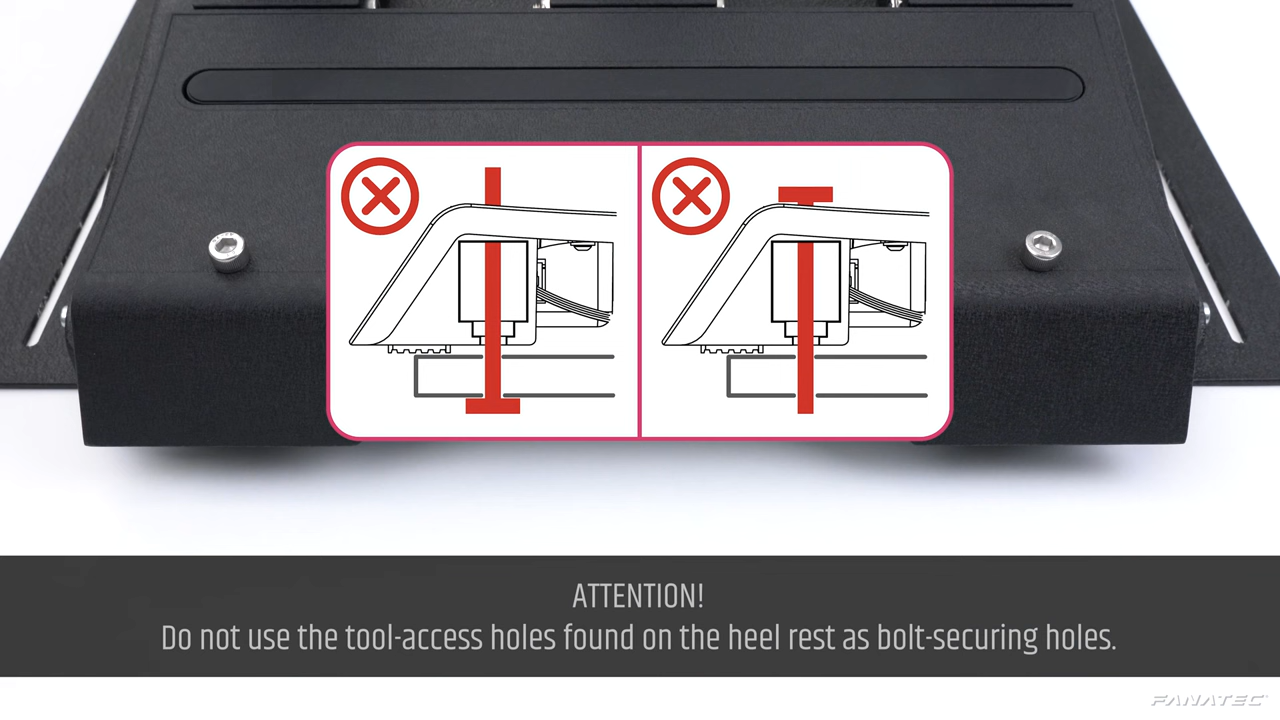 ATTENTION!
Do not use the tool-access holes found on the heel rest as bolt-securing holes.
FANATEC